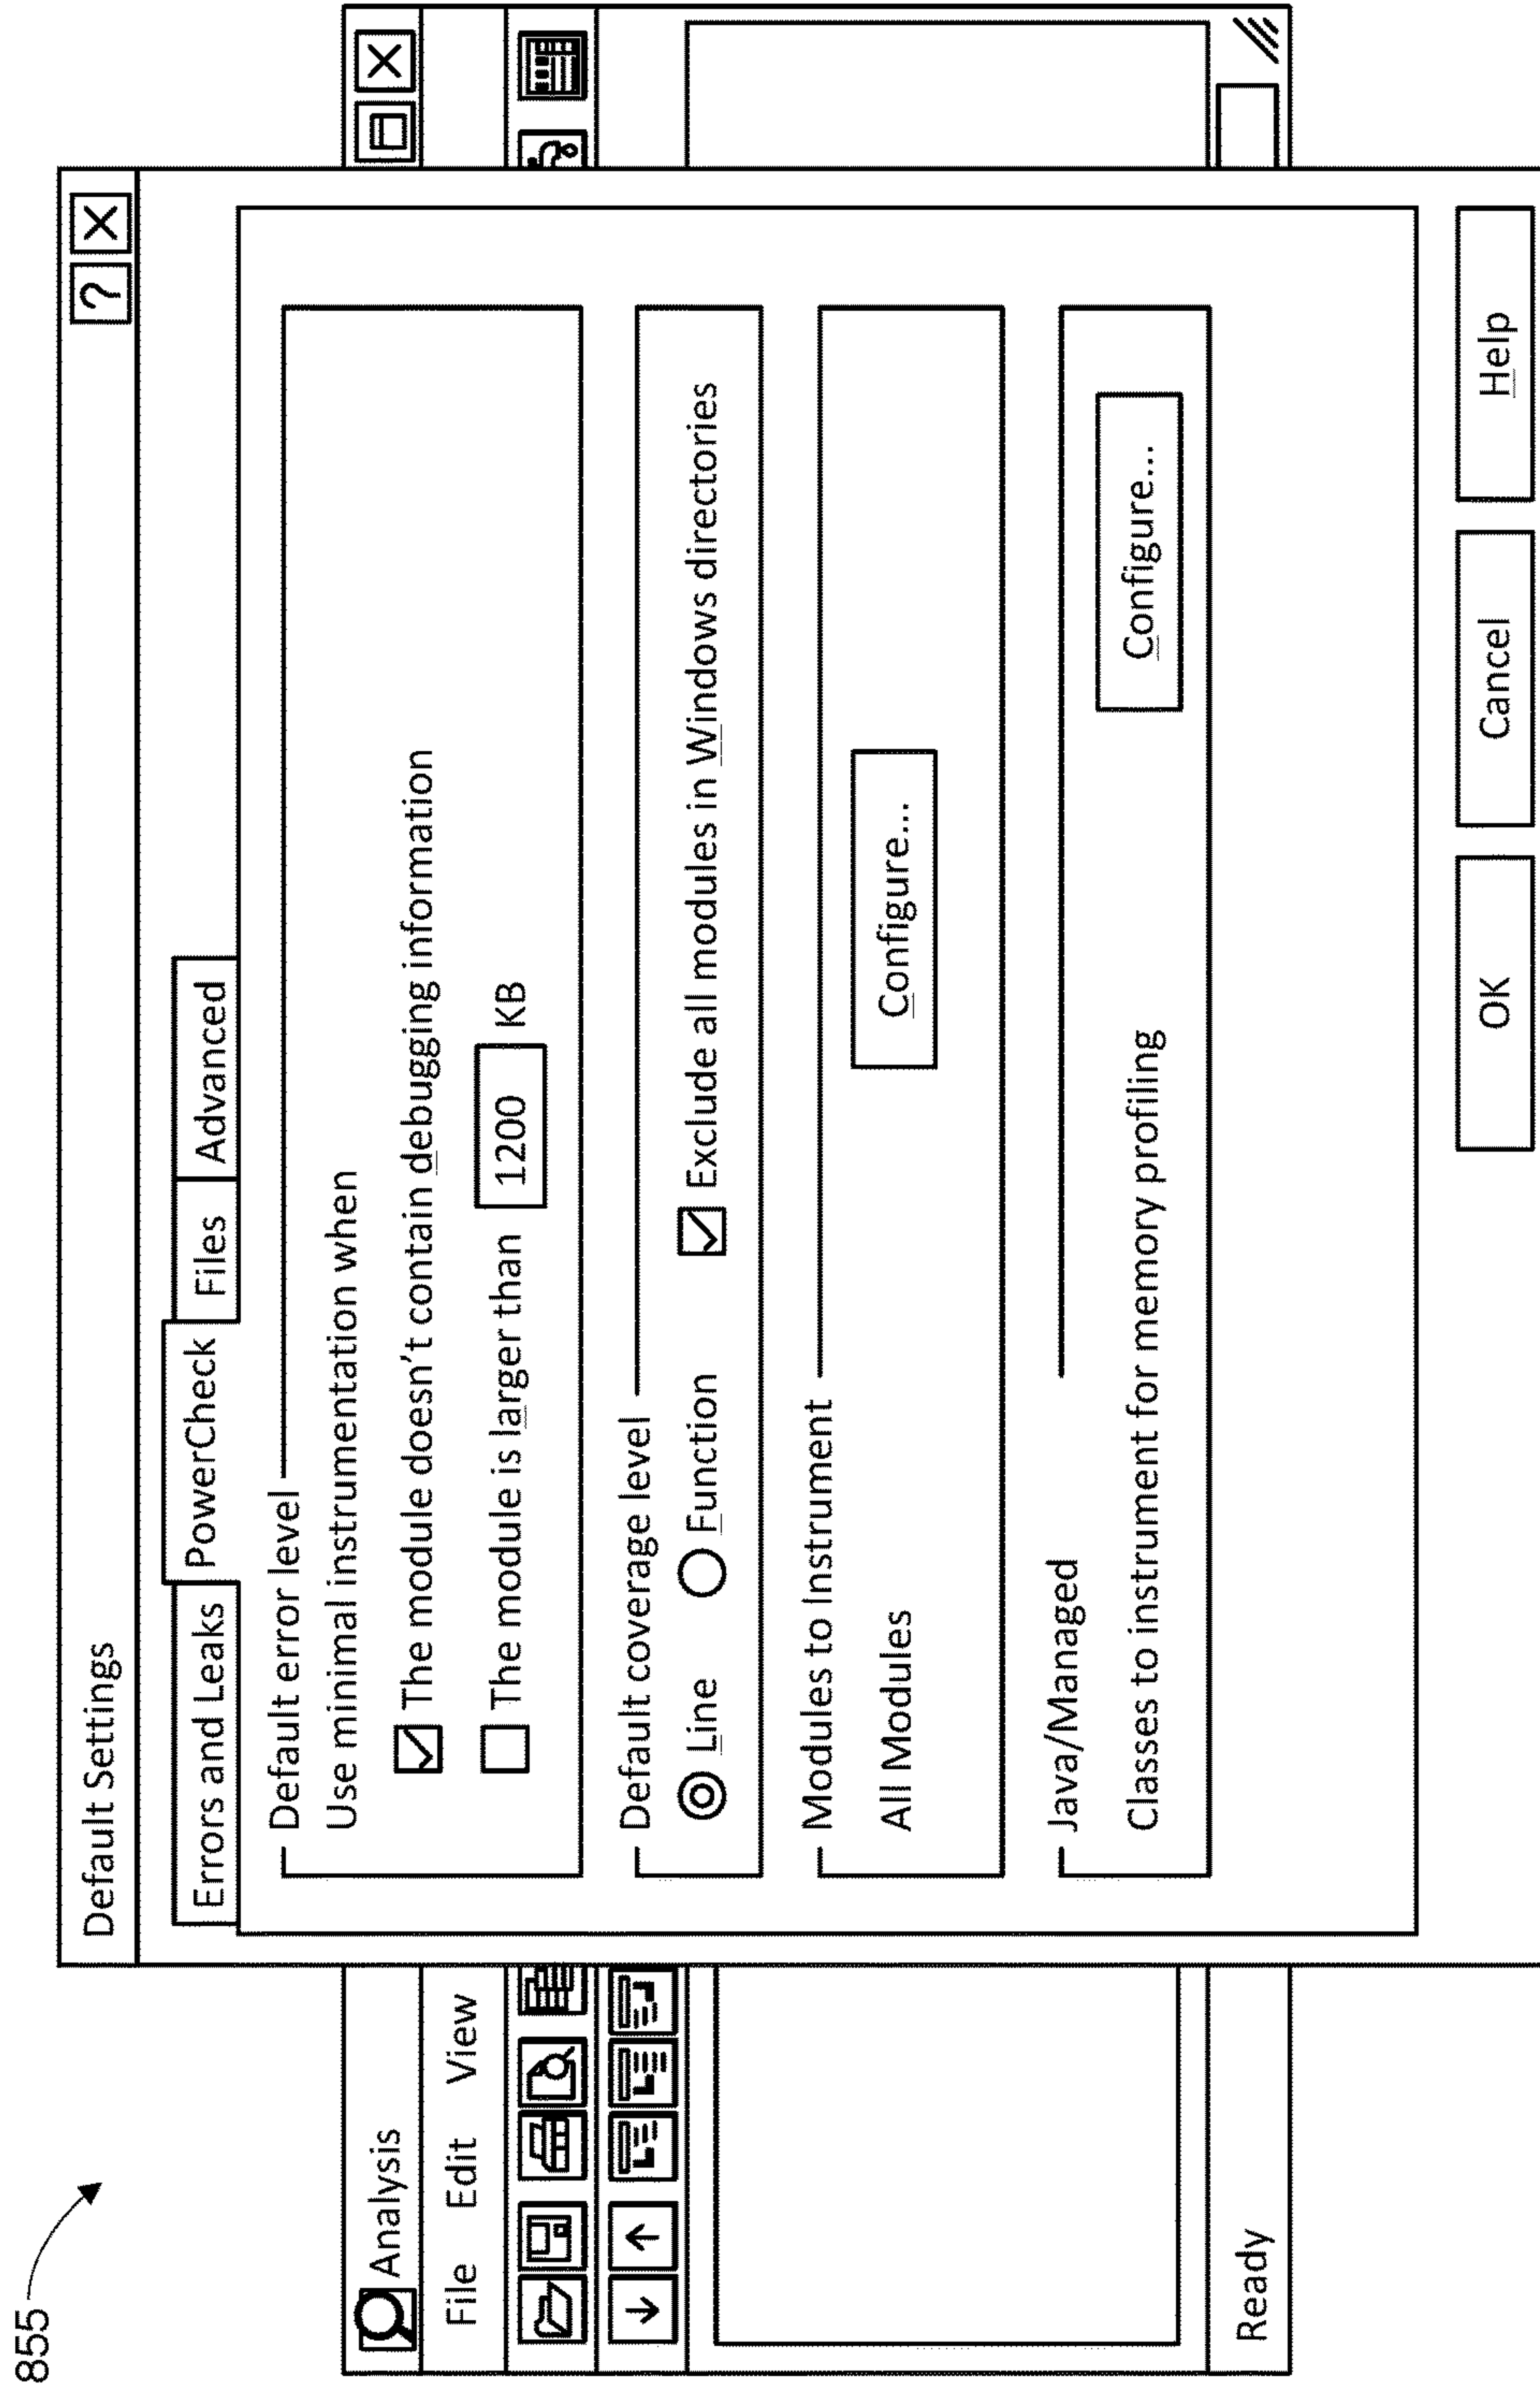 855
Default Settings
? X
Errors and Leaks PowerCheck Files Advanced
Default error level
Use minimal instrumentation when
The module doesn't contain debugging information
The module is larger than 1200 KB
Default coverage level
Line Function Exclude all modules in Windows directories
Modules to Instrument
All Modules Configure...
Java/Managed
Classes to instrument for memory profiling Configure...
OK Cancel Help
Analysis
File Edit View
Ready